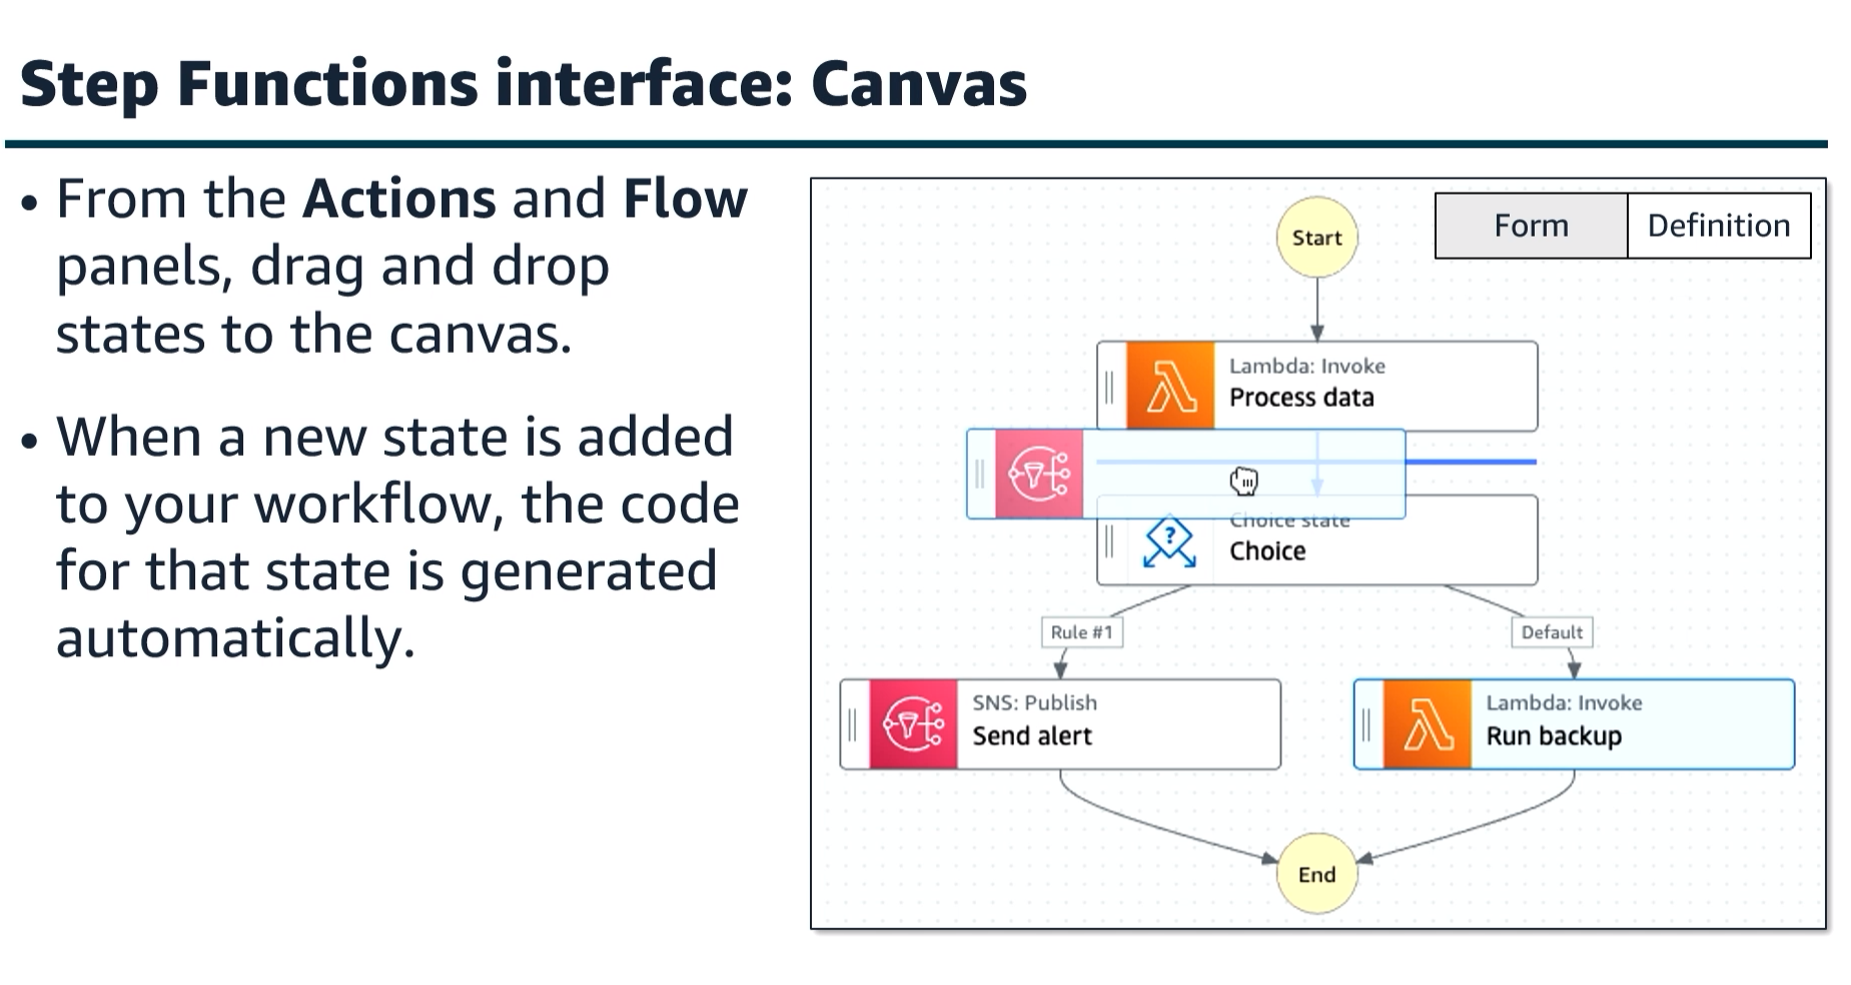 Step Functions interface: Canvas
• From the Actions and Flow
panels, drag and drop
states to the canvas.
• When a new state is added
to your workflow, the code
for that state is generated
automatically.
Form
Definition
Start
Lambda: Invoke
Process data
Choice state
Choice
?
Rule #1
Default
SNS: Publish
Send alert
Lambda: Invoke
Run backup
End